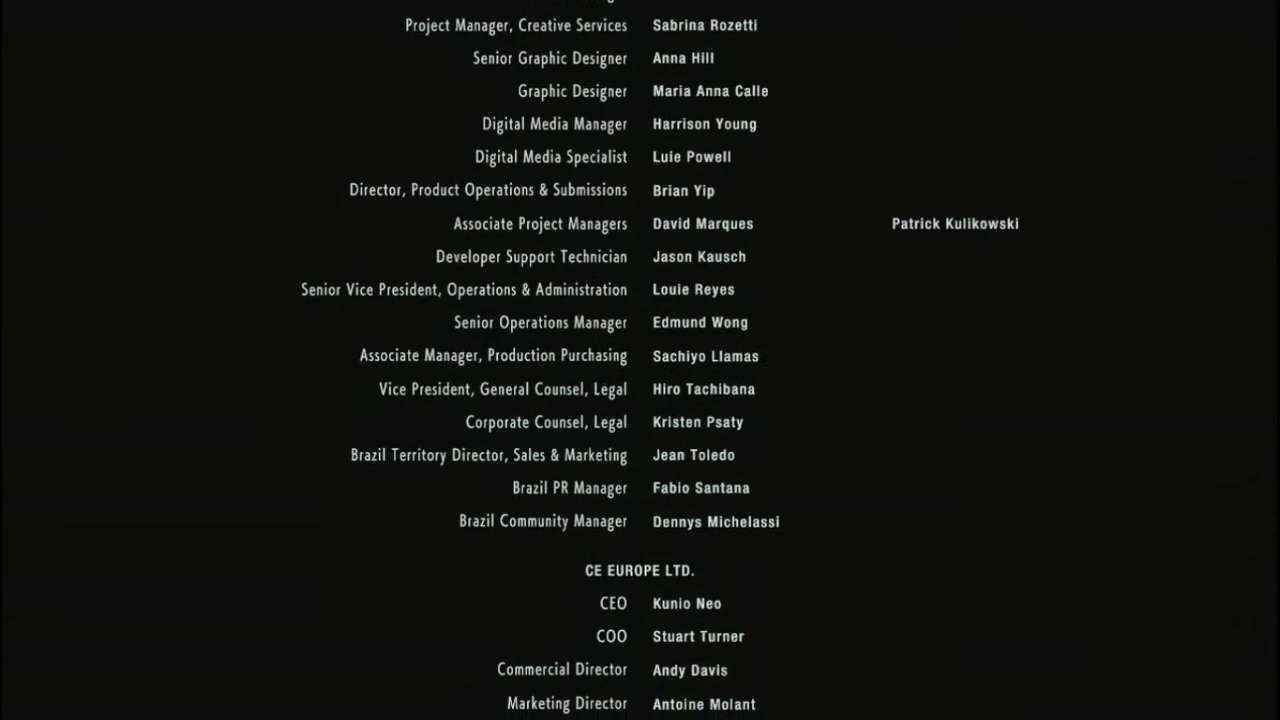 Project Manager, Creative Services Sabrina Rozetti
Senior Graphic Designer Anna Hill
Graphic Designer Maria Anna Calle
Digital Media Manager Harrison Young
Digital Media Specialist Luie Powell
Director, Product Operations & Submissions Brian Yip
Associate Project Managers David Marques Patrick Kulikowski
Developer Support Technician Jason Kausch
Senior Vice President, Operations & Administration Louie Reyes
Senior Operations Manager Edmund Wong
Associate Manager, Production Purchasing Sachiyo Llamas
Vice President, General Counsel, Legal Hiro Tachibana
Corporate Counsel, Legal Kristen Psaty
Brazil Territory Director, Sales & Marketing Jean Toledo
Brazil PR Manager Fabio Santana
Brazil Community Manager Dennys Michelassi
CE EUROPE LTD.
CEO Kunio Neo
COO Stuart Turner
Commercial Director Andy Davis
Marketing Director Antoine Molant